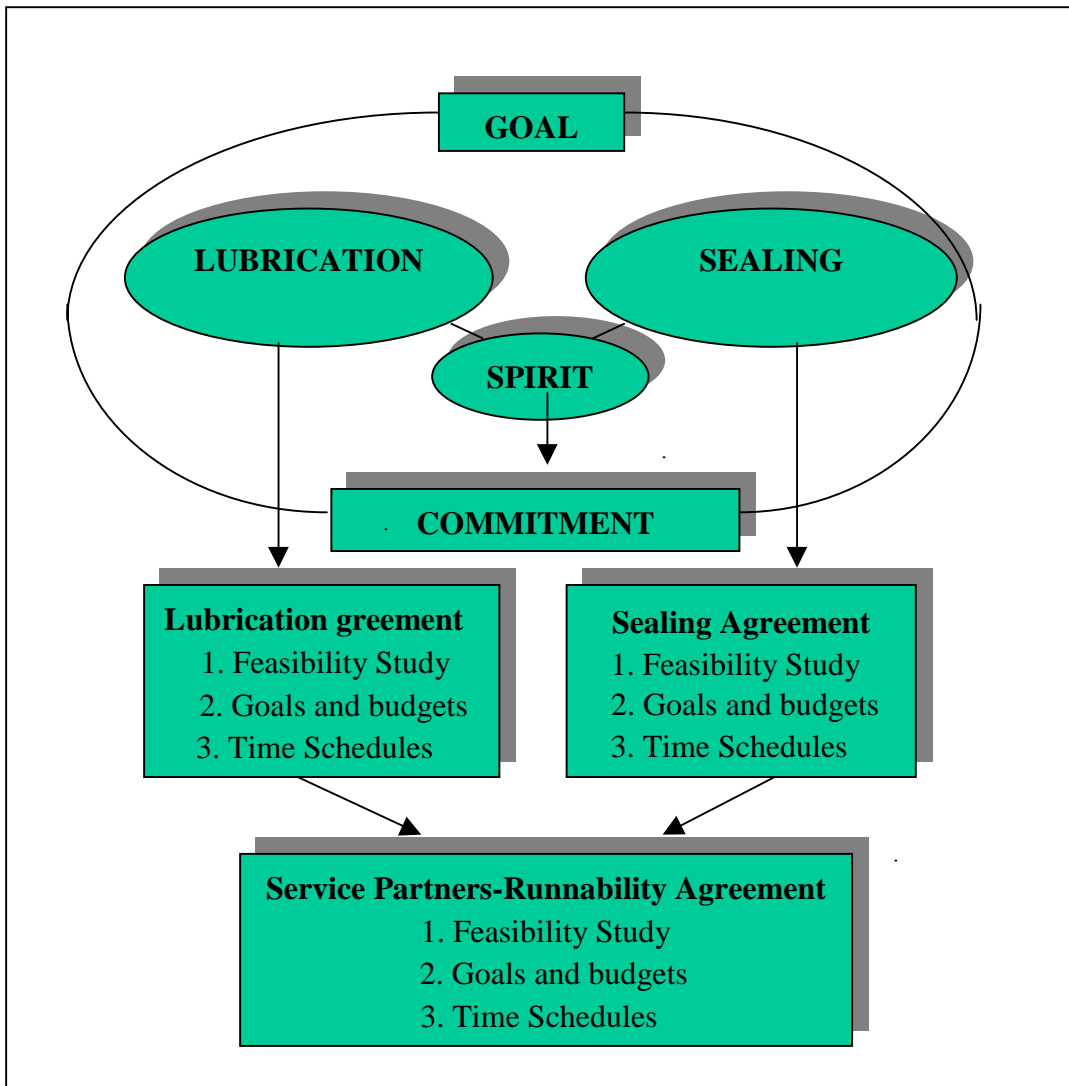 GOAL
LUBRICATION
SEALING
SPIRIT
COMMITMENT
Lubrication greement
1. Feasibility Study
2. Goals and budgets
3. Time Schedules
Sealing Agreement
1. Feasibility Study
2. Goals and budgets
3. Time Schedules
Service Partners-Runnability Agreement
1. Feasibility Study
2. Goals and budgets
3. Time Schedules